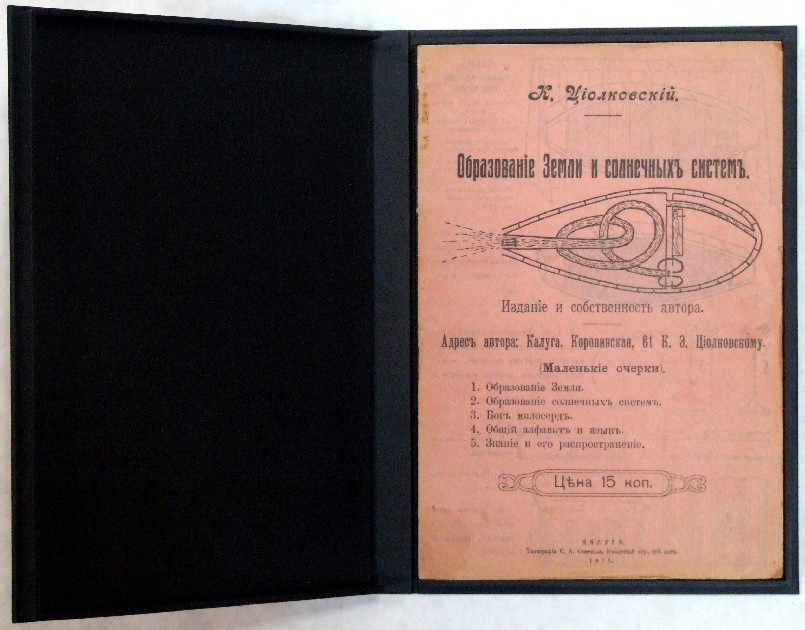 К. Ціолковскій.
Образованіе Земли и солнечныхъ системъ.
Изданіе и собственность автора.
Адресъ автора: Калуга, Коровинская, 61 К. Э. Ціолковскому.
(Маленькіе очерки).
1. Образованіе Земли.
2. Образованіе солнечныхъ системъ.
3. Богъ милосердъ.
4. Общій алфавитъ и языкъ.
5. Знаніе и его распространеніе.
Цѣна 15 коп.
КАЛУГА.
Типографія С. А.